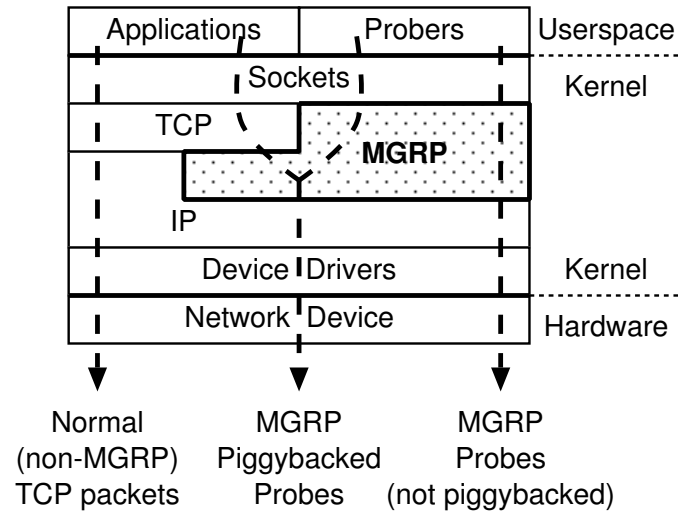 Applications Probers Userspace
Sockets Kernel
TCP
MGRP
IP
Device Drivers Kernel
Network Device Hardware
Normal
(non-MGRP)
TCP packets
MGRP
Piggybacked
Probes
MGRP
Probes
(not piggybacked)